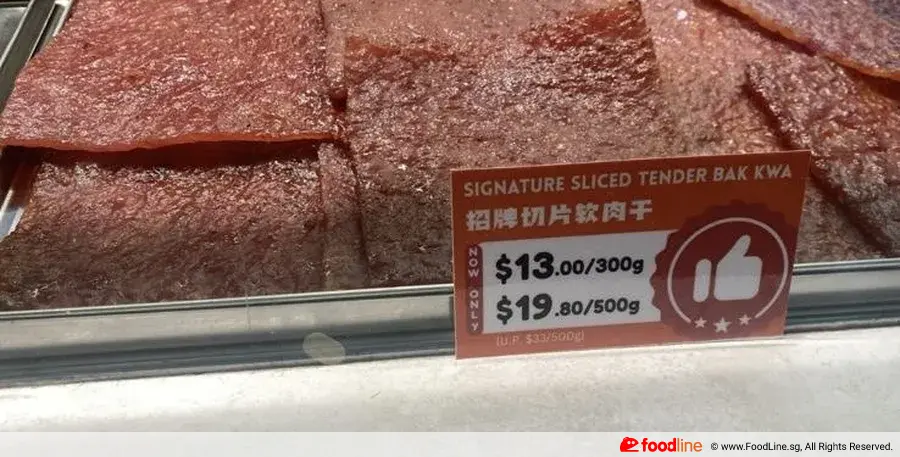 SIGNATURE SLICED TENDER BAK KWA
招牌切片软肉干
NOW ONLY
$13.00/300g
$19.80/500g
(U.P. $33/500g)
foodline © www.FoodLine.sg, All Rights Reserved.